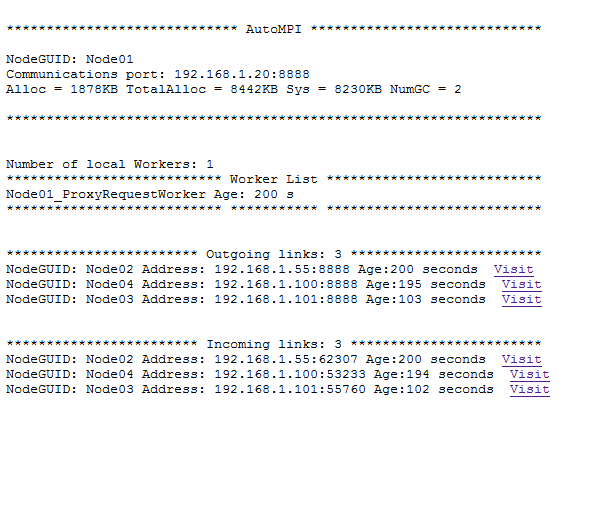 ***************************** AutoMPI *****************************
NodeGUID: Node01
Communications port: 192.168.1.20:8888
Alloc = 1878KB TotalAlloc = 8442KB Sys = 8230KB NumGC = 2
*******************************************************************
Number of local Workers: 1
*************************** Worker List ***************************
Node01_ProxyRequestWorker Age: 200 s
*************************** *********** ***************************
************************ Outgoing links: 3 ************************
NodeGUID: Node02 Address: 192.168.1.55:8888 Age:200 seconds  Visit
NodeGUID: Node04 Address: 192.168.1.100:8888 Age:195 seconds  Visit
NodeGUID: Node03 Address: 192.168.1.101:8888 Age:103 seconds  Visit
************************ Incoming links: 3 ************************
NodeGUID: Node02 Address: 192.168.1.55:62307 Age:200 seconds  Visit
NodeGUID: Node04 Address: 192.168.1.100:53233 Age:194 seconds  Visit
NodeGUID: Node03 Address: 192.168.1.101:55760 Age:102 seconds  Visit